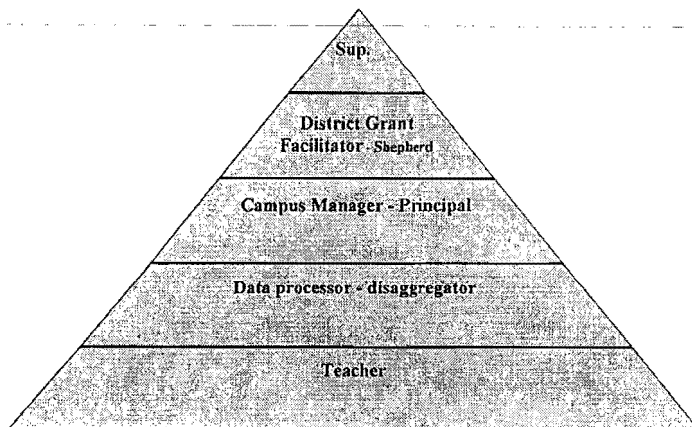 Sup.
District Grant
Facilitator - Shepherd
Campus Manager - Principal
Data processor - disaggregator
Teacher